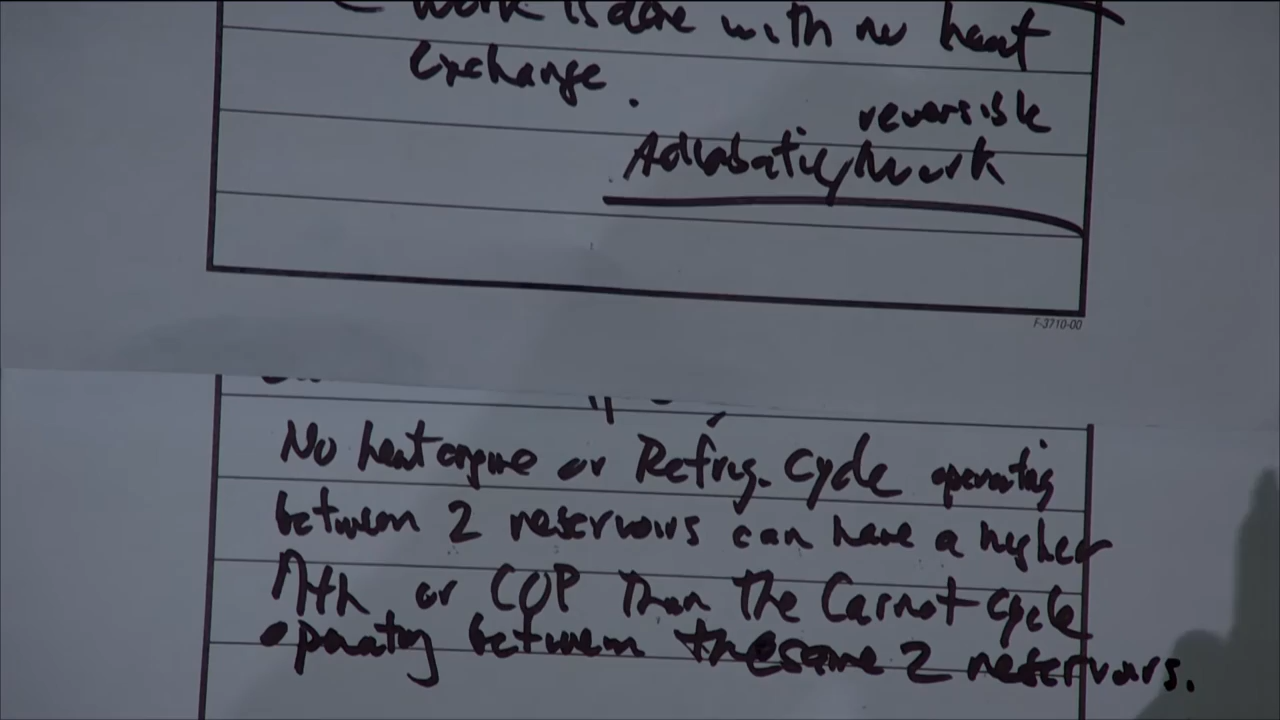 work is done with no heat
exchange.
reversible
Adiabatic/work
F-3710-00
No heat engine or Refrig. Cycle operating
between 2 reservoirs can have a higher
ηth or COP Than The Carnot cycle
operating between the same 2 reservoirs.